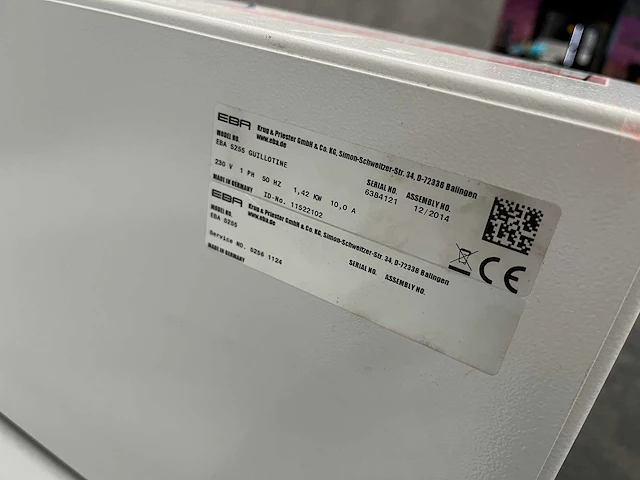 EBA Krug & Priester GmbH & Co. KG, Simon-Schweitzer-Str. 34, D-72336 Balingen
www.eba.de
MODEL NO. SERIAL NO. ASSEMBLY NO.
EBA 5255 GUILLOTINE 6384121 12/2014
230 V 1 PH 50 HZ 1,42 KW 10,0 A
MADE IN GERMANY ID-No. 11522102
CE
EBA Krug & Priester GmbH & Co. KG, Simon-Schweitzer-Str. 34, D-72336 Balingen
www.eba.de
MODEL NO. SERIAL NO. ASSEMBLY NO.
EBA 5255
Service NO. 5256 1124
MADE IN GERMANY